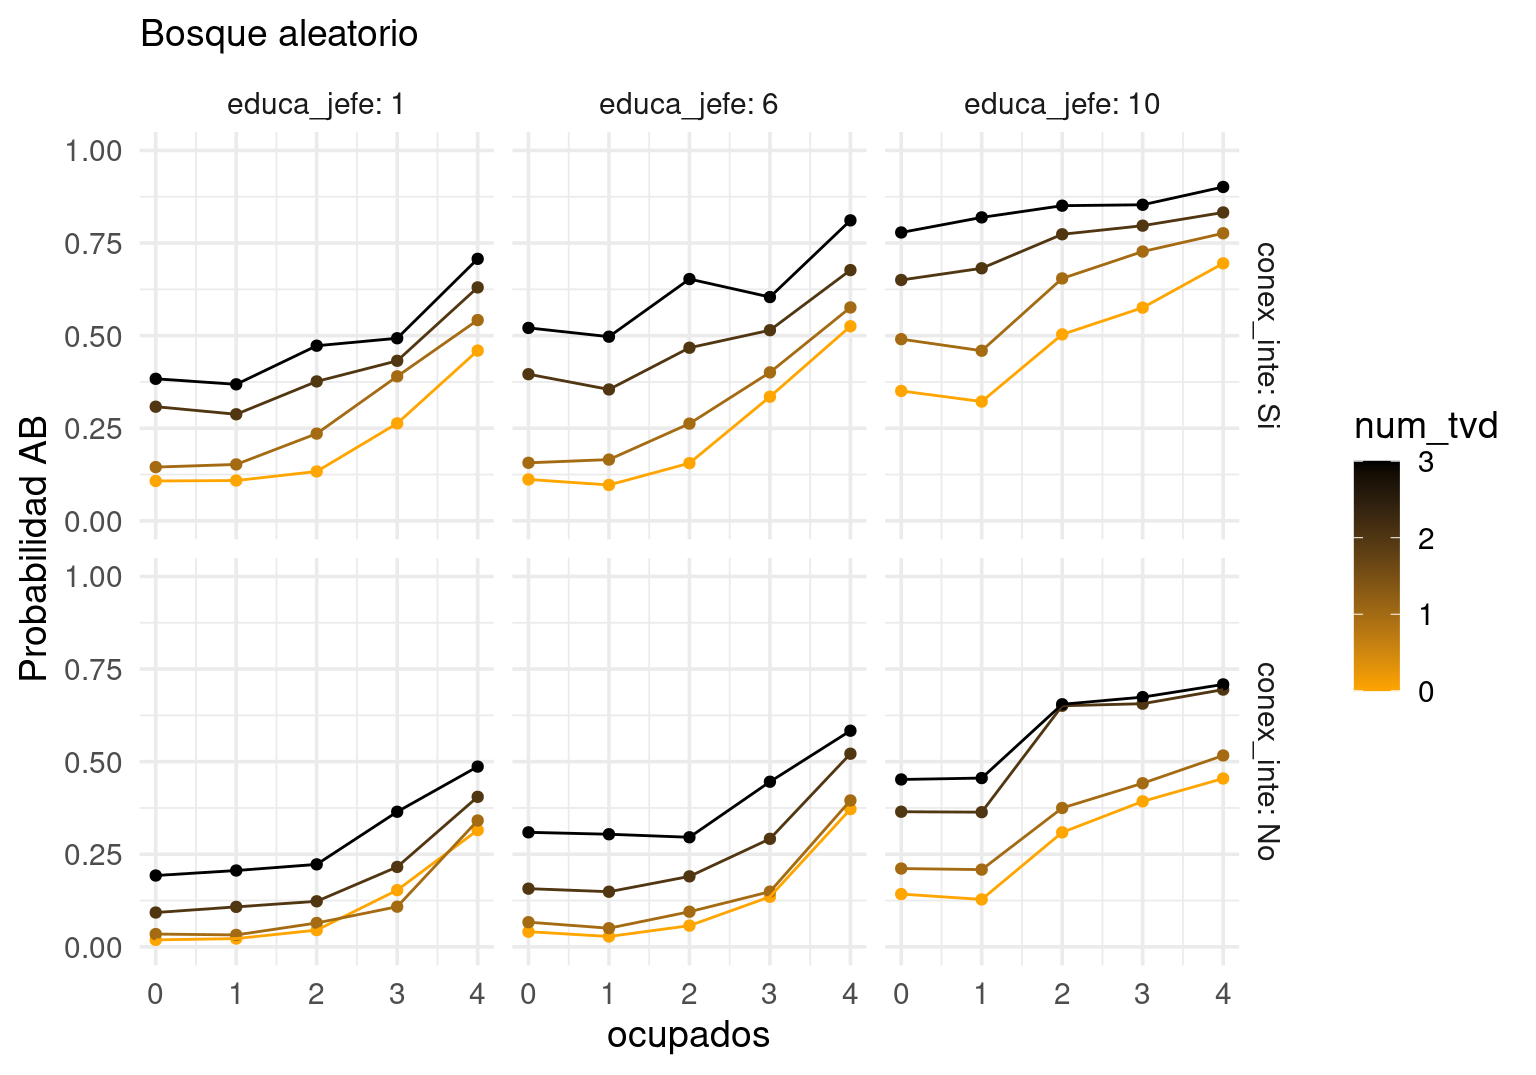 Bosque aleatorio
educa_jefe: 1
educa_jefe: 6
educa_jefe: 10
1.00
0.75
0.50
0.25
0.00
conex_inte: Si
1.00
0.75
0.50
0.25
0.00
conex_inte: No
Probabilidad AB
0 1 2 3 4
0 1 2 3 4
0 1 2 3 4
ocupados
num_tvd
3
2
1
0